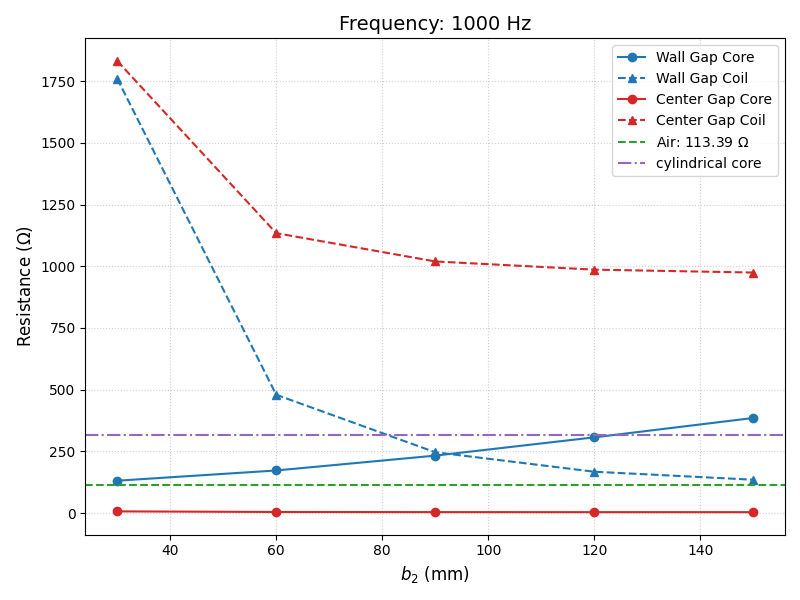 Frequency: 1000 Hz
Wall Gap Core
Wall Gap Coil
Center Gap Core
Center Gap Coil
Air: 113.39 Ω
cylindrical core
Resistance (Ω)
1750
1500
1250
1000
750
500
250
0
40
60
80
100
120
140
b₂ (mm)